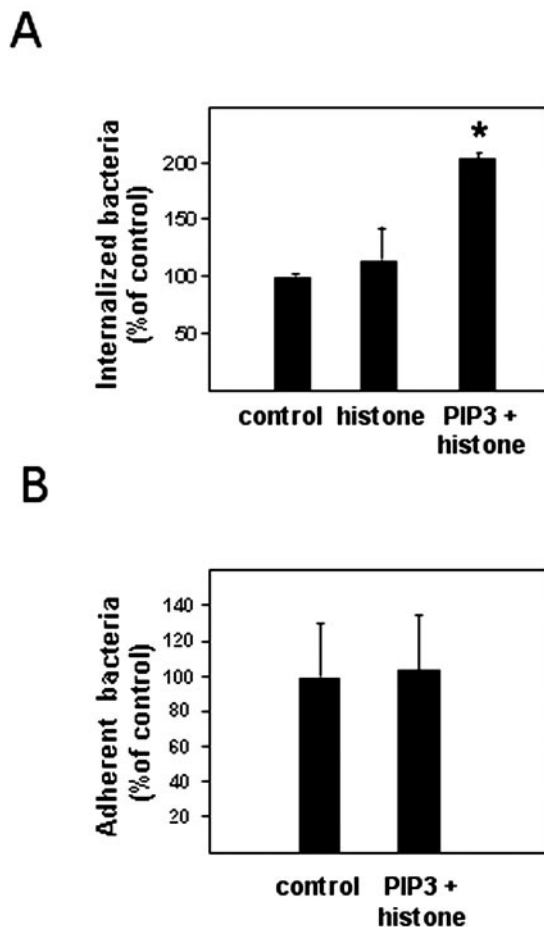 A
Internalized bacteria
(%of control)
200
150
100
50
*
control histone PIP3 +
histone
B
Adherent bacteria
(%of control)
140
120
100
80
60
40
20
control PIP3 +
histone